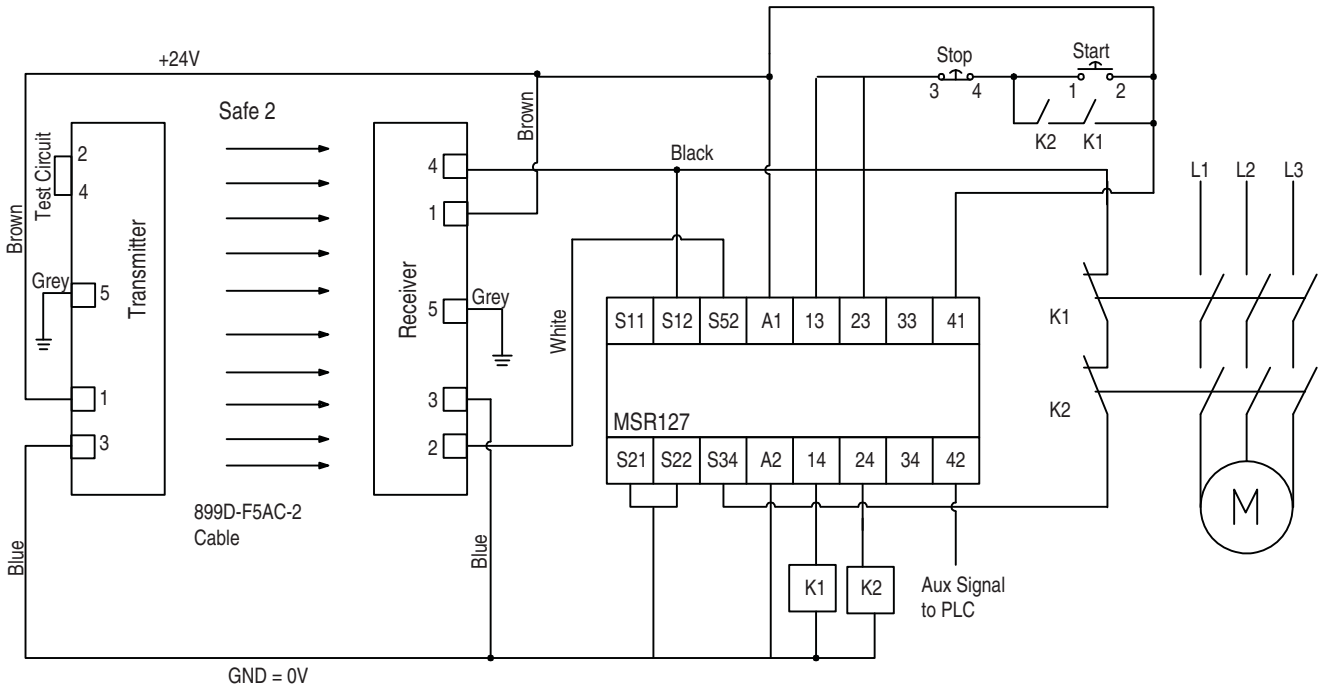 +24V
Safe 2
Stop
Start
3 4
1 2
K2 K1
Brown
Black
L1 L2 L3
Test Circuit
2
4
4
1
Brown
Transmitter
Receiver
Grey
5
5
Grey
White
S11 S12 S52 A1 13 23 33 41
K1
1
3
3
2
MSR127
K2
S21 S22 S34 A2 14 24 34 42
M
899D-F5AC-2
Cable
Blue
Blue
K1
K2
Aux Signal
to PLC
GND = 0V